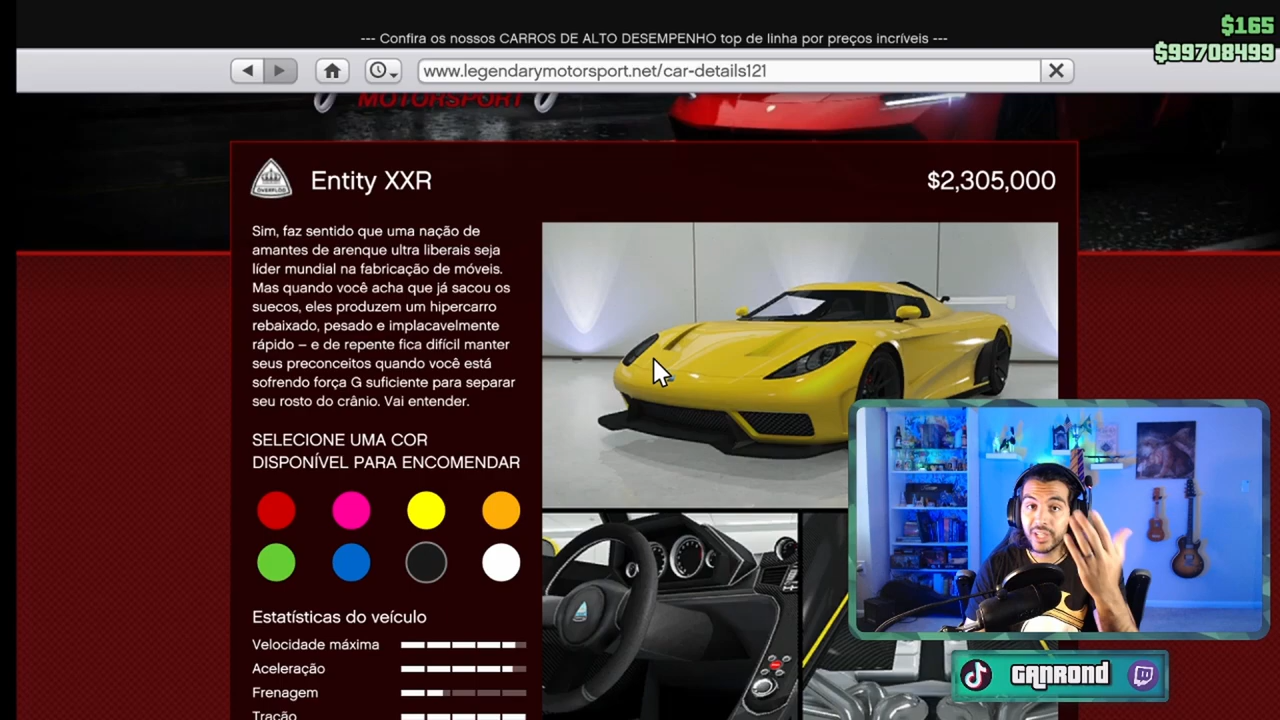 $165
--- Confira os nossos CARROS DE ALTO DESEMPENHO top de linha por preços incríveis ---
$99708499
www.legendarymotorsport.net/car-details121
MOTORSPORT
ÖVERFLÖD
Entity XXR
$2,305,000
Sim, faz sentido que uma nação de
amantes de arenque ultra liberais seja
líder mundial na fabricação de móveis.
Mas quando você acha que já sacou os
suecos, eles produzem um hipercarro
rebaixado, pesado e implacavelmente
rápido – e de repente fica difícil manter
seus preconceitos quando você está
sofrendo força G suficiente para separar
seu rosto do crânio. Vai entender.
SELECIONE UMA COR
DISPONÍVEL PARA ENCOMENDAR
Estatísticas do veículo
Velocidade máxima
Aceleração
Frenagem
Tração
GANROND